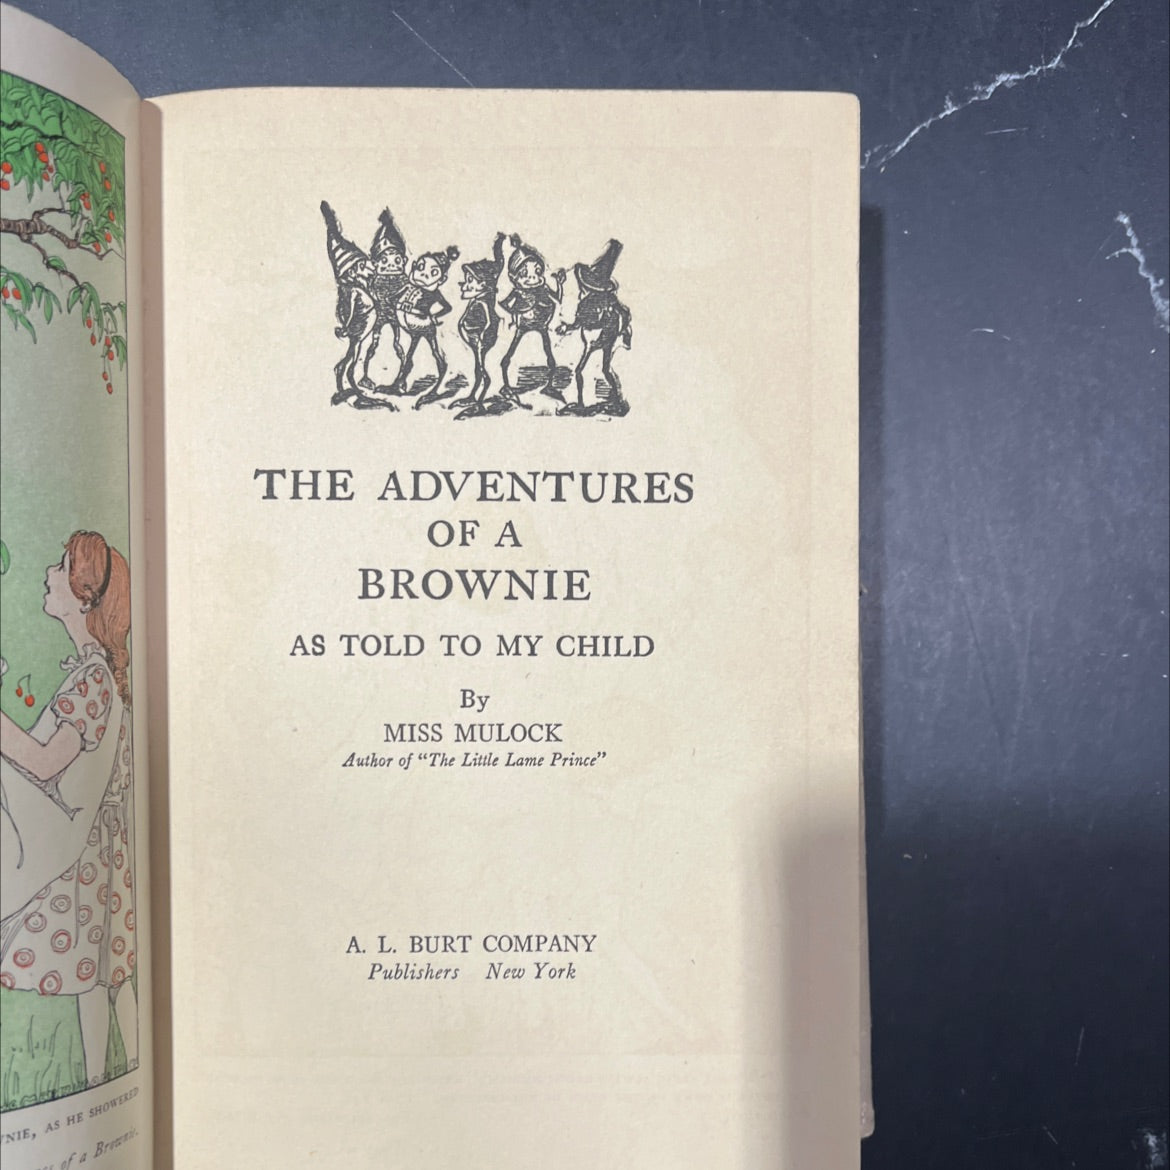 THE ADVENTURES
OF A
BROWNIE
AS TOLD TO MY CHILD
By
MISS MULOCK
Author of "The Little Lame Prince"
A. L. BURT COMPANY
Publishers New York
AS HE SHOWERED
of a Brownie.